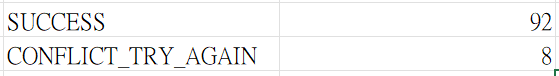 SUCCESS 92
CONFLICT_TRY_AGAIN 8